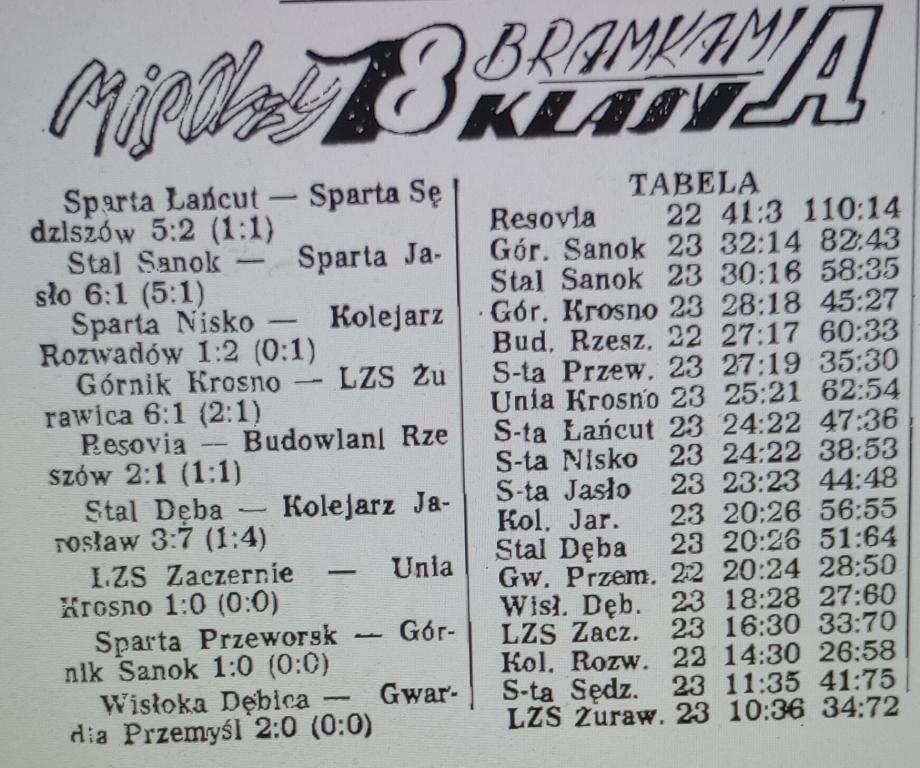 Między 78 BRAMKAMI
KLASY A
Sparta Łańcut — Sparta Sę
dziszów 5:2 (1:1)
Stal Sanok — Sparta Ja-
sło 6:1 (5:1)
Sparta Nisko — Kolejarz
Rozwadów 1:2 (0:1)
Górnik Krosno — LZS Żu
rawica 6:1 (2:1)
Resovia — Budowlani Rze
szów 2:1 (1:1)
Stal Dęba — Kolejarz Ja-
rosław 3:7 (1:4)
LZS Zaczernie — Unia
Krosno 1:0 (0:0)
Sparta Przeworsk — Gór-
nik Sanok 1:0 (0:0)
Wisłoka Dębica — Gwar-
dia Przemyśl 2:0 (0:0)
TABELA
Resovia 22 41:3 110:14
Gór. Sanok 23 32:14 82:43
Stal Sanok 23 30:16 58:35
Gór. Krosno 23 28:18 45:27
Bud. Rzesz. 22 27:17 60:33
S-ta Przew. 23 27:19 35:30
Unia Krosno 23 25:21 62:54
S-ta Łańcut 23 24:22 47:36
S-ta Nisko 23 24:22 38:53
S-ta Jasło 23 23:23 44:48
Kol. Jar. 23 20:26 56:55
Stal Dęba 23 20:26 51:64
Gw. Przem. 22 20:24 28:50
Wisł. Dęb. 23 18:28 27:60
LZS Zacz. 23 16:30 33:70
Kol. Rozw. 22 14:30 26:58
S-ta Sędz. 23 11:35 41:75
LZS Żuraw. 23 10:36 34:72